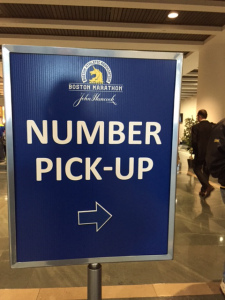 BOSTON MARATHON
John Hancock
NUMBER
PICK-UP